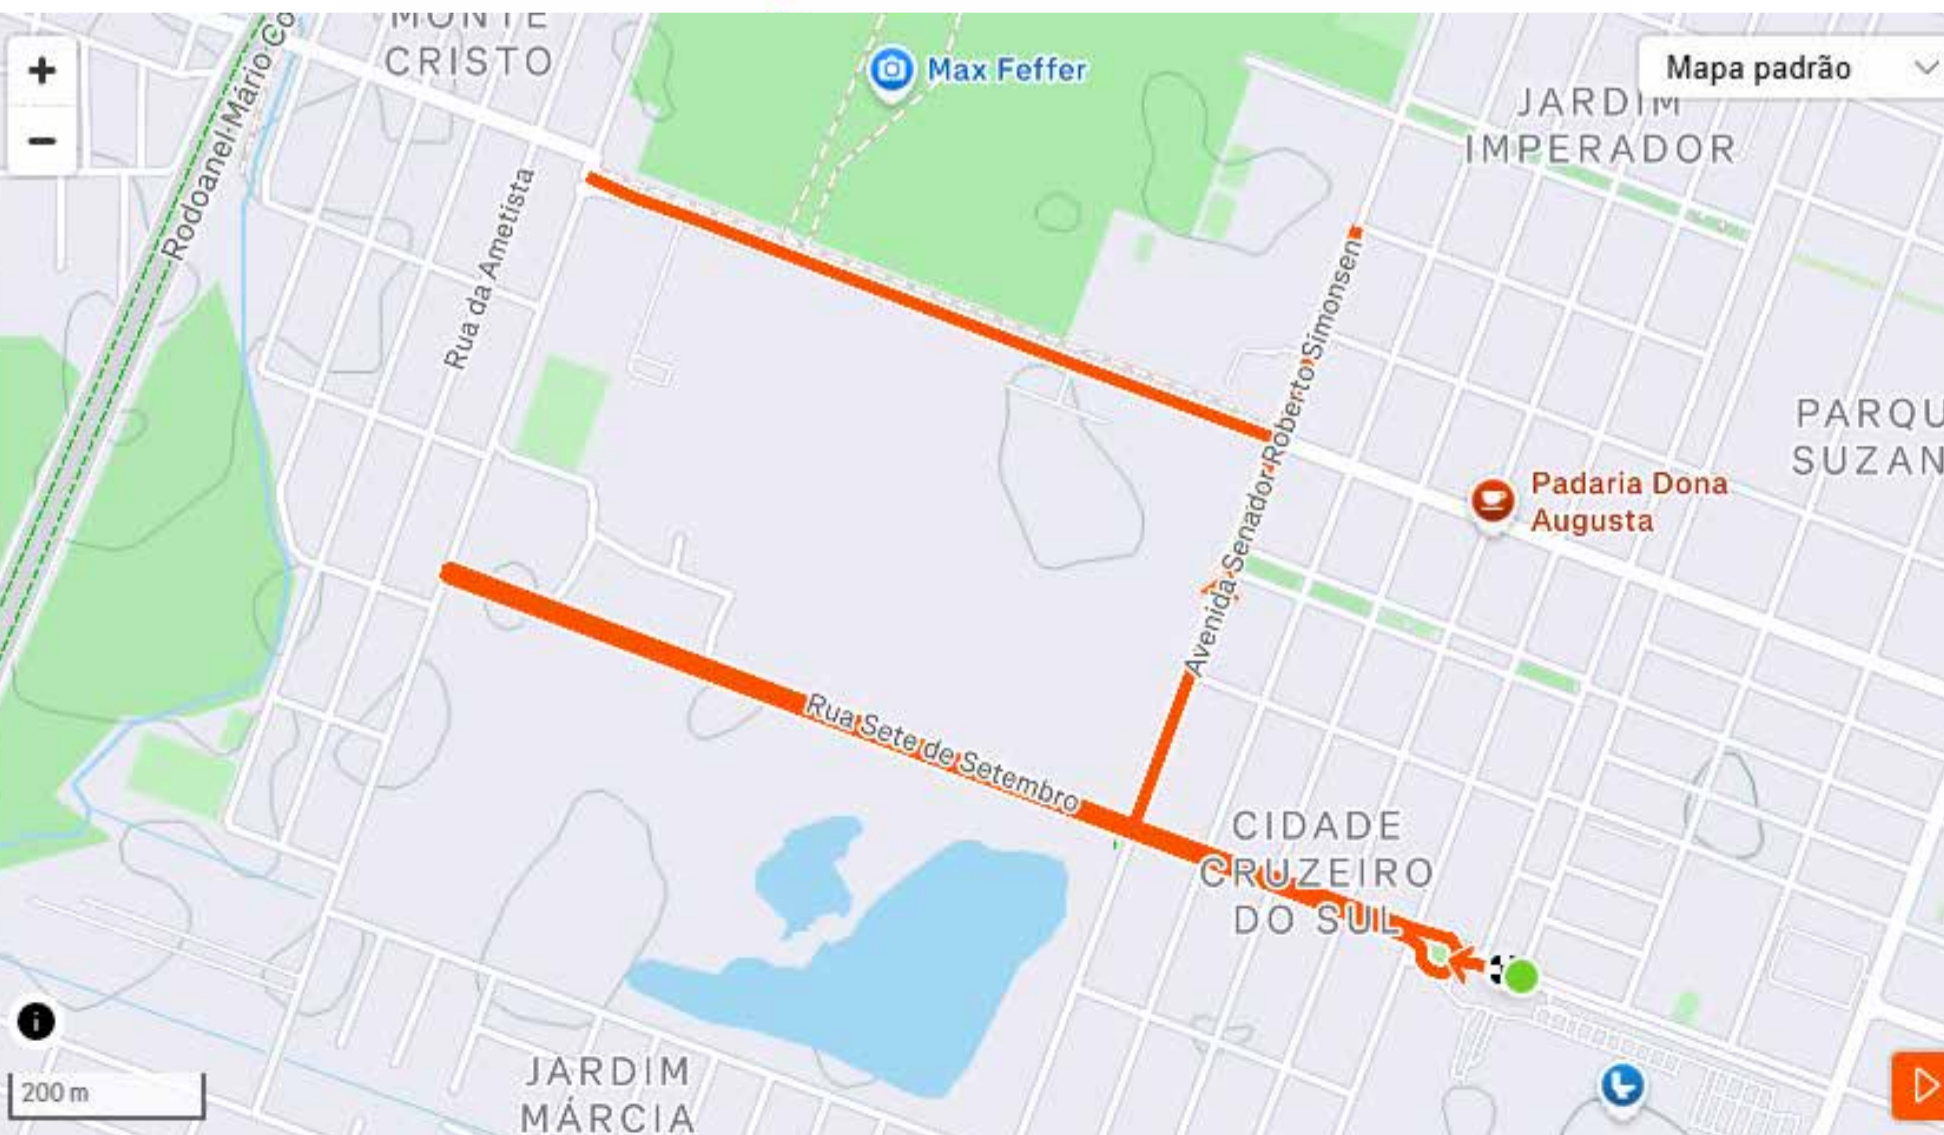 MONTE
CRISTO
Rodoanel Mário Co
Max Feffer
Mapa padrão
JARDIM
IMPERADOR
Rua da Ametista
Avenida Senador Roberto Simonsen
PARQU
SUZAN
Padaria Dona
Augusta
Rua Sete de Setembro
CIDADE
CRUZEIRO
DO SUL
200 m
JARDIM
MÁRCIA